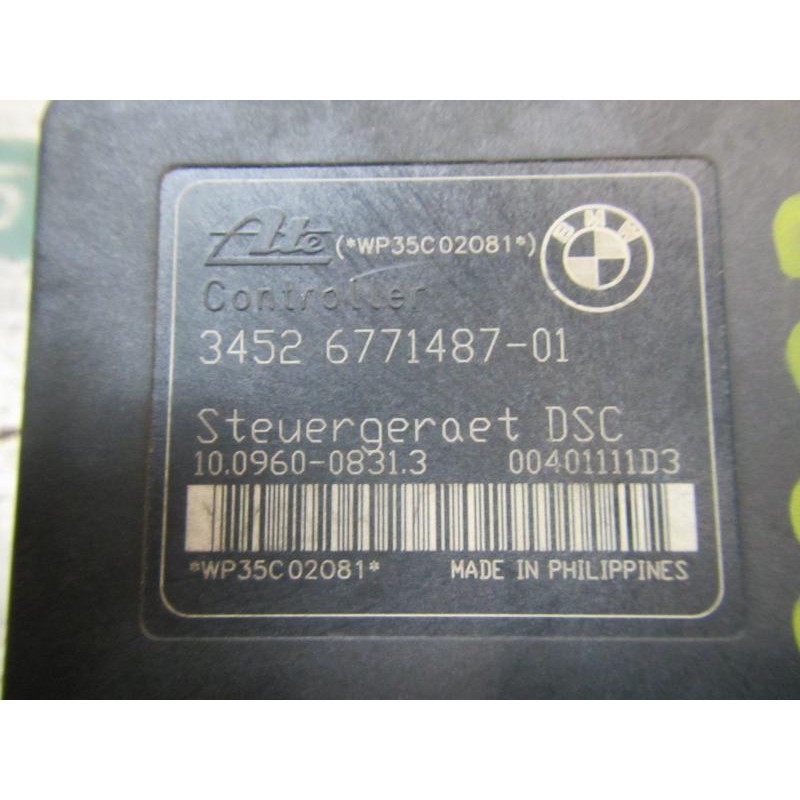 Ate (*WP35C02081*) BMW
Controller
3452 6771487-01
Steuergeraet DSC
10.0960-0831.3 00401111D3
*WP35C02081* MADE IN PHILIPPINES